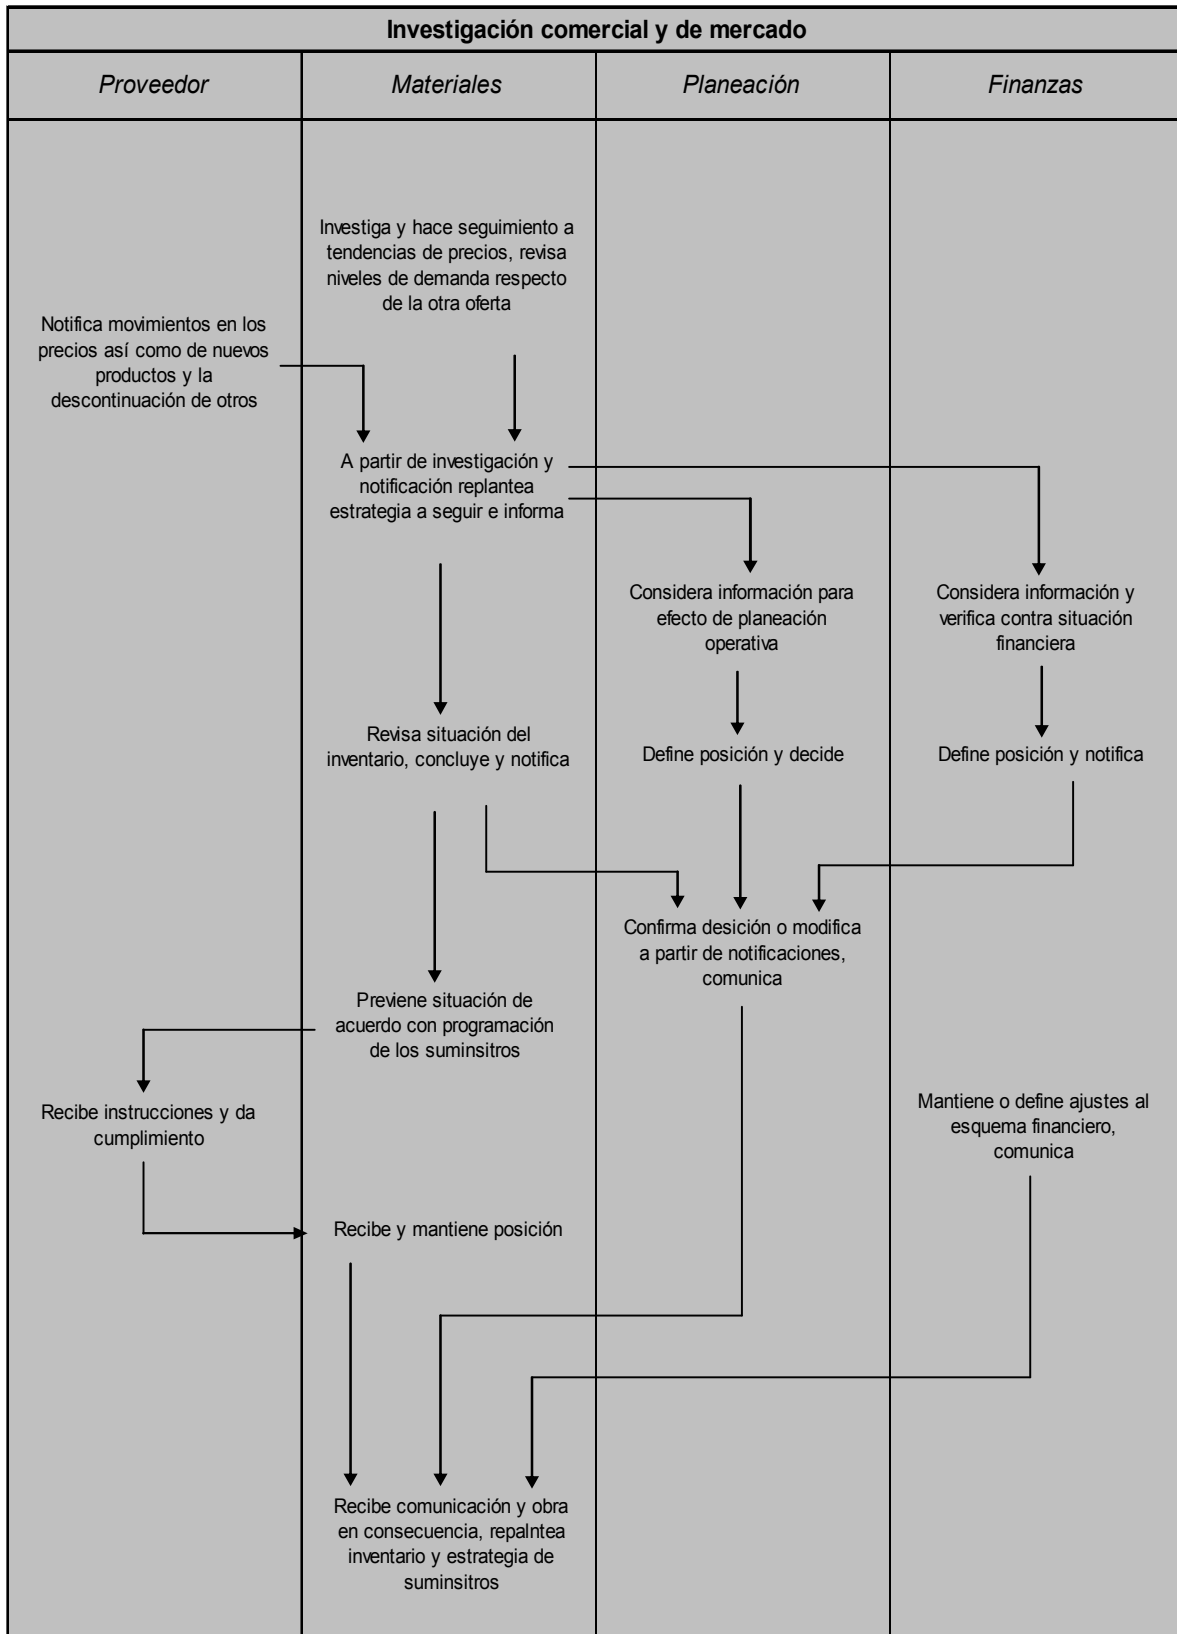 Investigación comercial y de mercado
Proveedor
Materiales
Planeación
Finanzas
Investiga y hace seguimiento a
tendencias de precios, revisa
niveles de demanda respecto
de la otra oferta
Notifica movimientos en los
precios así como de nuevos
productos y la
descontinuación de otros
A partir de investigación y
notificación replantea
estrategia a seguir e informa
Considera información para
efecto de planeación
operativa
Considera información y
verifica contra situación
financiera
Revisa situación del
inventario, concluye y notifica
Define posición y decide
Define posición y notifica
Confirma desición o modifica
a partir de notificaciones,
comunica
Previene situación de
acuerdo con programación
de los suminsitros
Recibe instrucciones y da
cumplimiento
Mantiene o define ajustes al
esquema financiero,
comunica
Recibe y mantiene posición
Recibe comunicación y obra
en consecuencia, repalntea
inventario y estrategia de
suminsitros